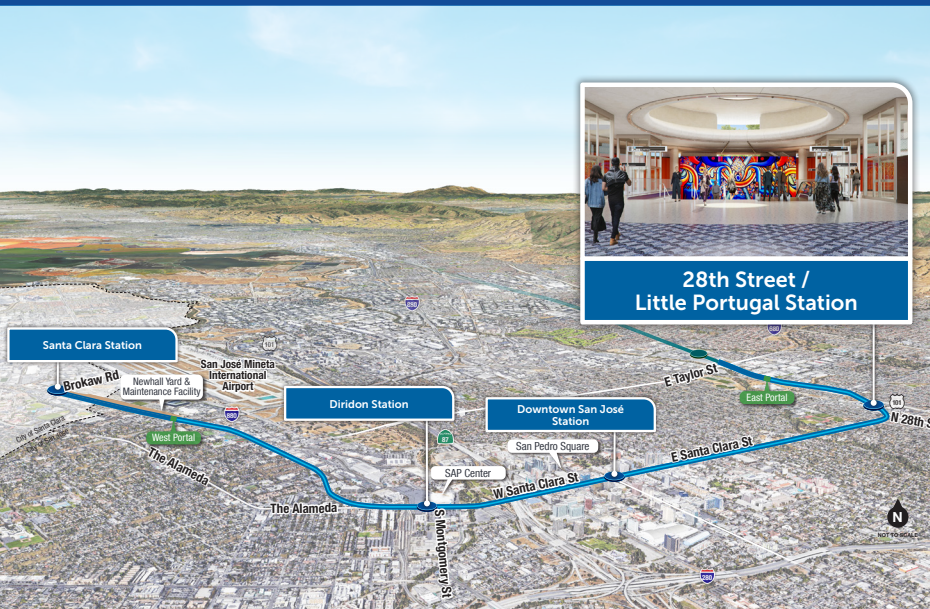 28th Street /
Little Portugal Station
Santa Clara Station
Brokaw Rd
Newhall Yard &
Maintenance Facility
San José Mineta
International
Airport
101
880
West Portal
City of Santa Clara
The Alameda
The Alameda
Diridon Station
87
SAP Center
S Montgomery St
W Santa Clara St
San Pedro Square
Downtown San José
Station
E Santa Clara St
E Taylor St
East Portal
680
101
N 28th S
280
N
NOT TO SCALE